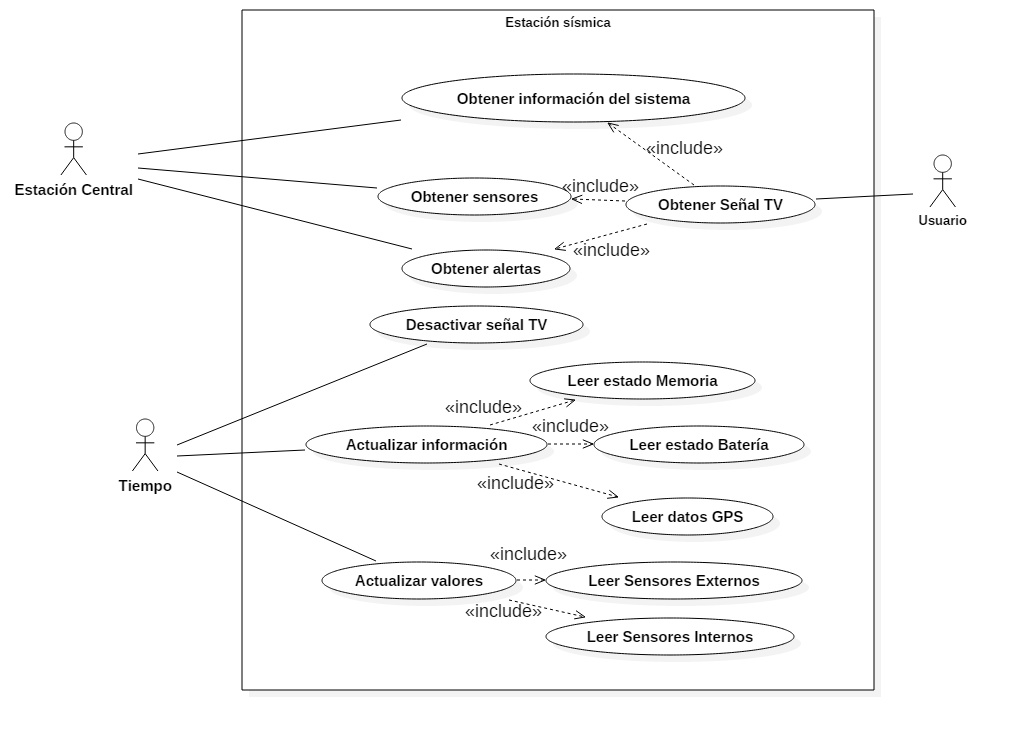 Estación sísmica
Obtener información del sistema
«include»
Estación Central
Obtener sensores
«include»
Obtener Señal TV
Usuario
«include»
Obtener alertas
Desactivar señal TV
Leer estado Memoria
«include»
«include»
Actualizar información
Leer estado Batería
Tiempo
«include»
Leer datos GPS
«include»
Actualizar valores
Leer Sensores Externos
«include»
Leer Sensores Internos